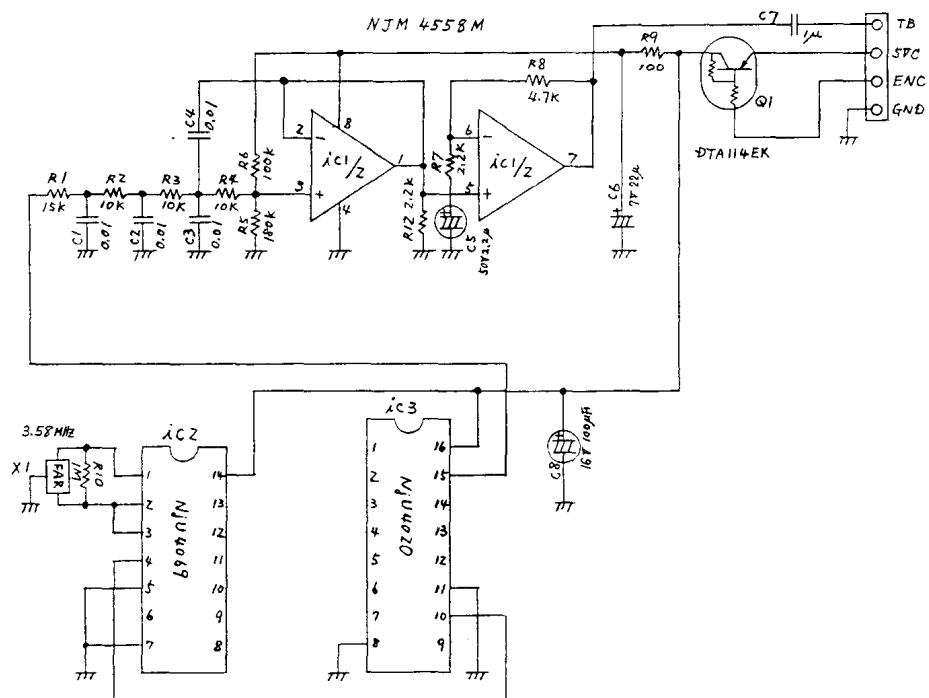 NJM 4558M
C7
1μ
TB
5VC
ENC
GND
R9
100
Q1
DTA114EK
R8
4.7K
C4
0.01
2
8
iC1/2
1
3
4
6
iC1/2
7
5
R7
2.2K
R6
100K
R5
180K
R1
15K
R2
10K
R3
10K
R4
10K
C1
0.01
C2
0.01
C3
0.01
R12 2.2K
C5
50V2.2μ
+
C6
7V 22μ
+
-
+
-
+
iC2
NJU4069
1
2
3
4
5
6
7
14
13
12
11
10
9
8
3.58MHz
X1
FAR
R10
1M
iC3
NJU4020
1
2
3
4
5
6
7
8
16
15
14
13
12
11
10
9
+
C8
16V 100μF